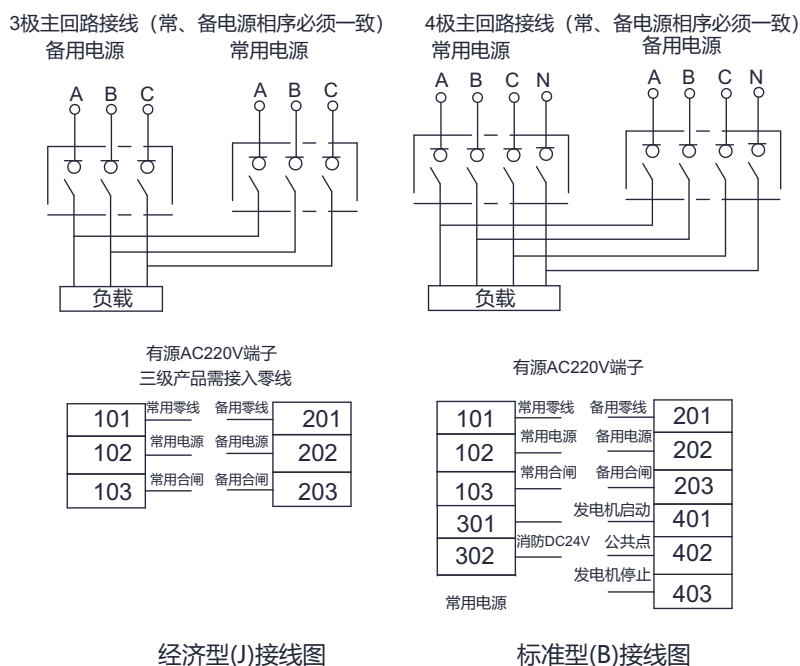 3极主回路接线（常、备电源相序必须一致）
备用电源 常用电源
A B C A B C
负载
有源AC220V端子
三级产品需接入零线
101 常用零线 备用零线 201
102 常用电源 备用电源 202
103 常用合闸 备用合闸 203
经济型(J)接线图
4极主回路接线（常、备电源相序必须一致）
常用电源 备用电源
A B C N A B C N
负载
有源AC220V端子
101 常用零线 备用零线 201
102 常用电源 备用电源 202
103 常用合闸 备用合闸 203
301 发电机启动 401
302 消防DC24V 公共点 402
发电机停止 403
常用电源
标准型(B)接线图